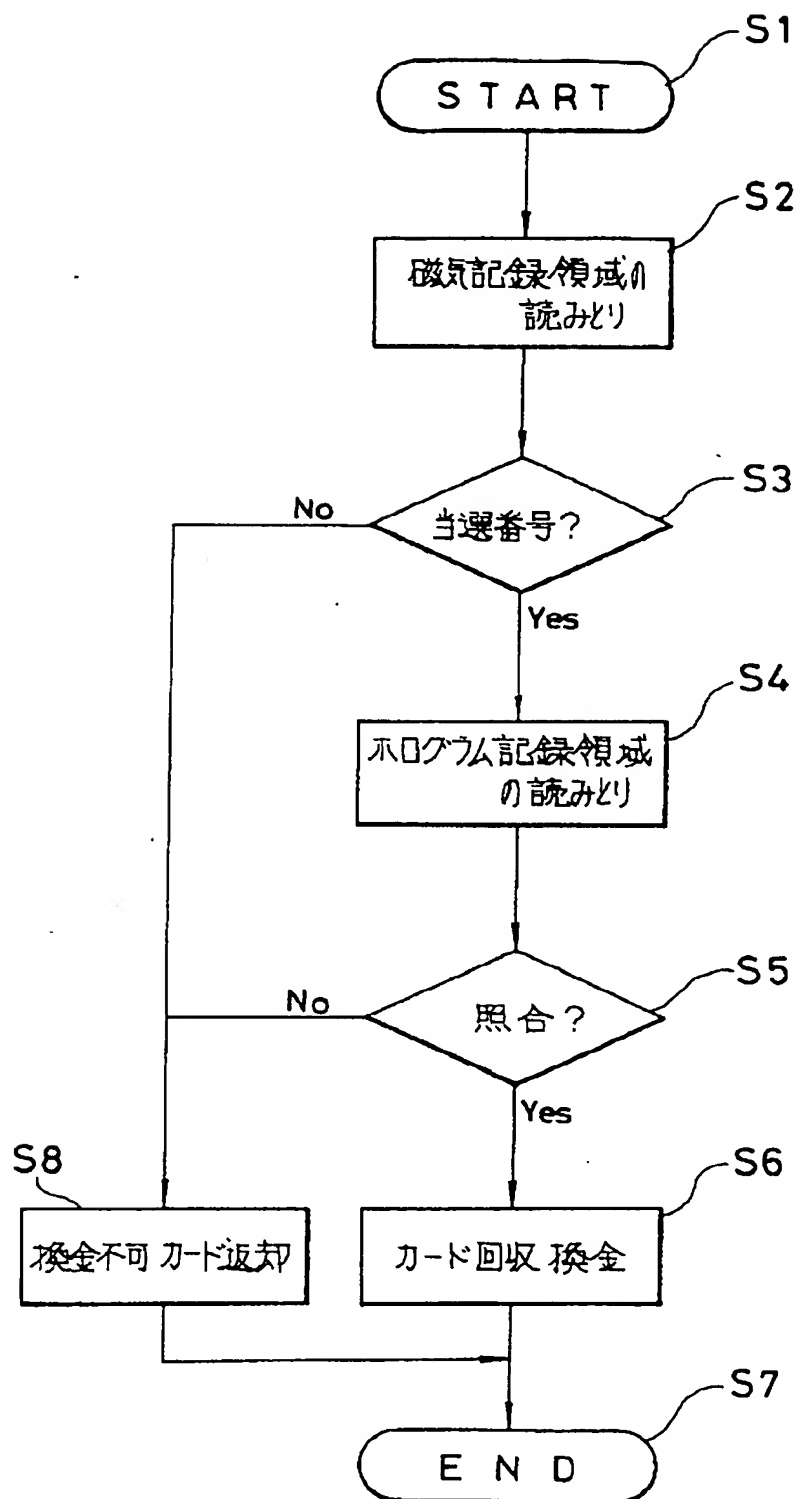 S1
START
S2
磁気記録領域の
読みとり
S3
当選番号?
No
Yes
S4
ホログラム記録領域
の読みとり
S5
照合?
No
Yes
S8
換金不可カード返却
S6
カード回収換金
S7
END